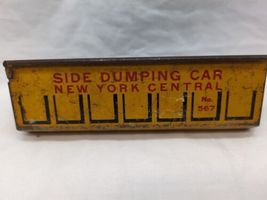 SIDE DUMPING CAR
NEW YORK CENTRAL
No.
567